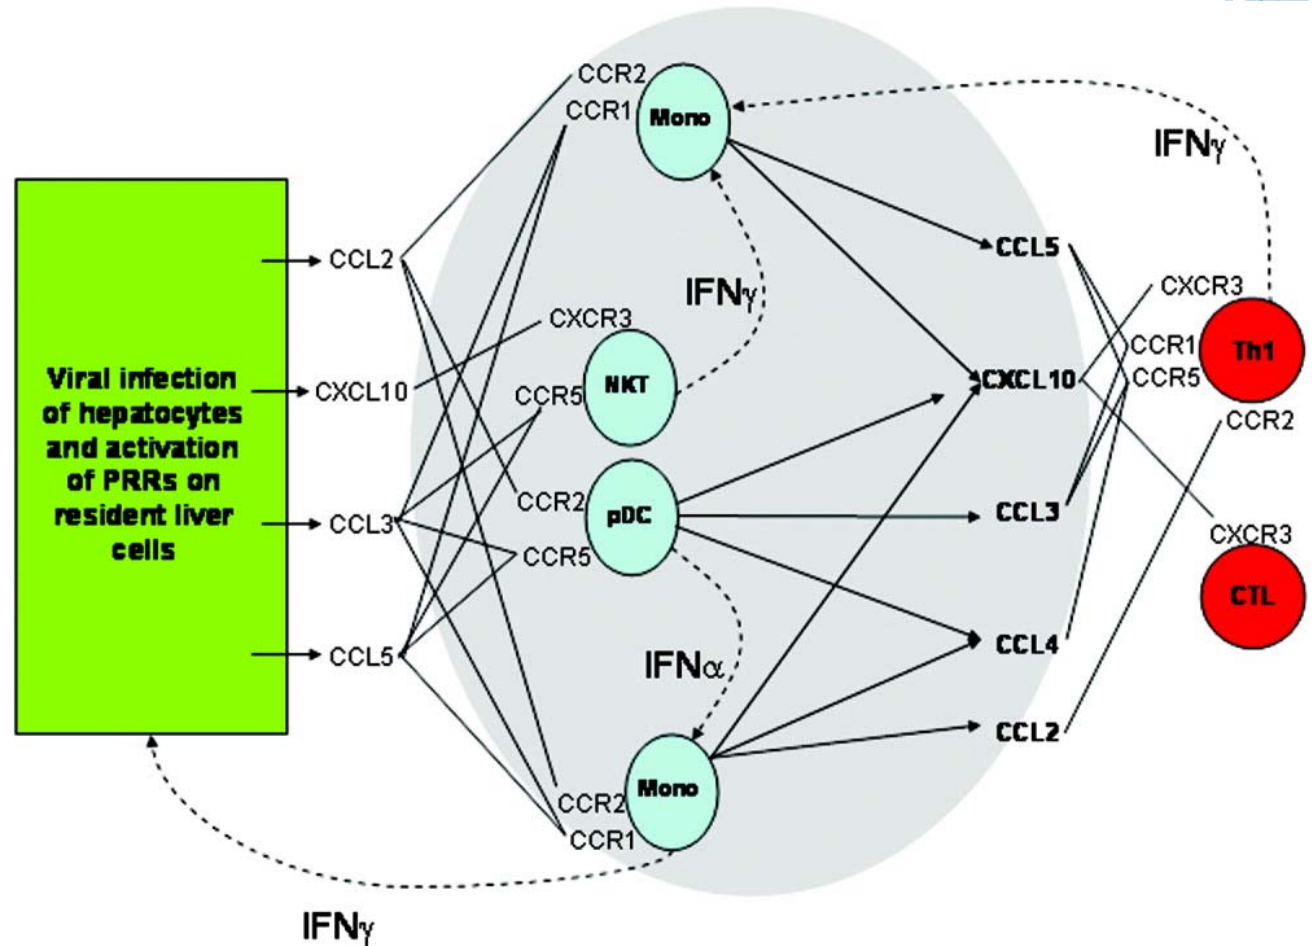 CCR2
CCR1
Mono
IFNγ
CCL2
CCL5
IFNγ
CXCR3
CXCR3
CCR1
Th1
CCR5
CCR2
Viral infection
of hepatocytes
and activation
of PRRs on
resident liver
cells
CXCL10
CCR5
NKT
CXCL10
CCR2
pDC
CCR5
CCL3
CCL3
CXCR3
CTL
CCL5
IFNα
CCL4
CCL2
CCR2
CCR1
Mono
IFNγ